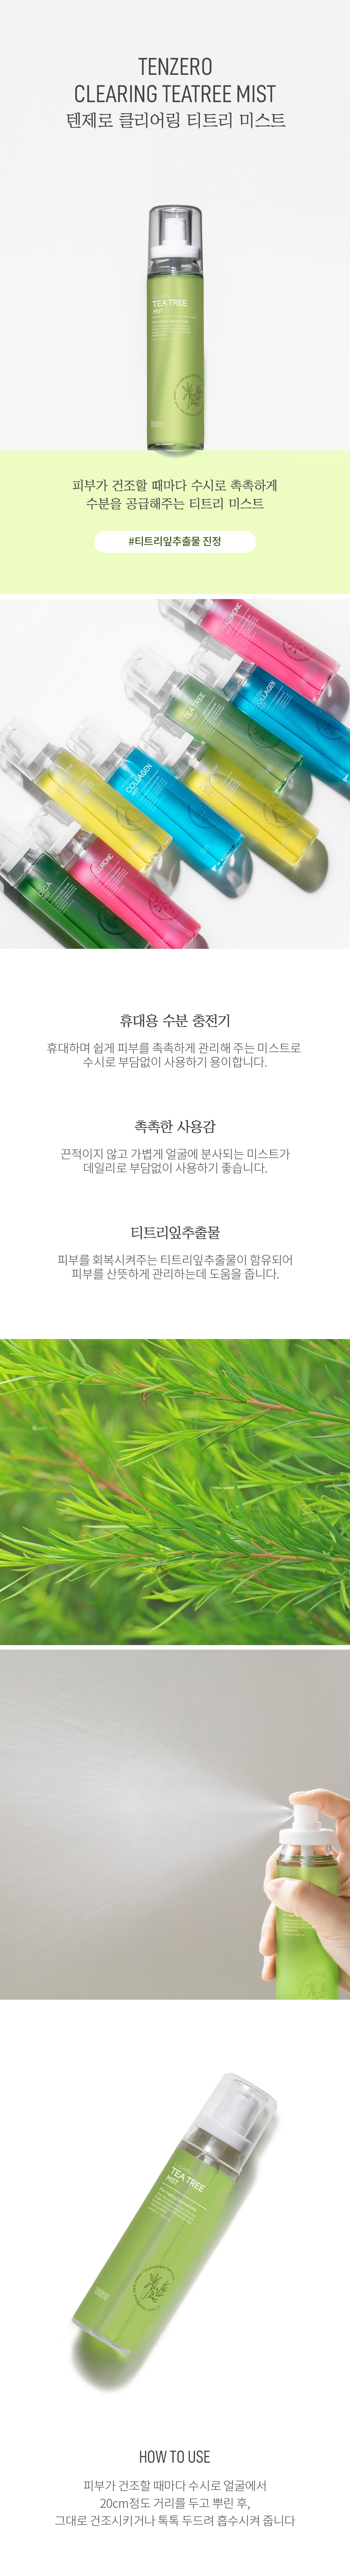 TENZERO
CLEARING TEATREE MIST
텐제로 클리어링 티트리 미스트
TEA TREE
MIST
피부가 건조할 때마다 수시로 촉촉하게
수분을 공급해주는 티트리 미스트
#티트리잎추출물 진정
TEA TREE
COLLAGEN
COLLAGEN
휴대용 수분 충전기
휴대하며 쉽게 피부를 촉촉하게 관리해 주는 미스트로
수시로 부담없이 사용하기 용이합니다.
촉촉한 사용감
끈적이지 않고 가볍게 얼굴에 분사되는 미스트가
데일리로 부담없이 사용하기 좋습니다.
티트리잎추출물
피부를 회복시켜주는 티트리잎추출물이 함유되어
피부를 산뜻하게 관리하는데 도움을 줍니다.
CLEARING
TEA TREE
MIST
HOW TO USE
피부가 건조할 때마다 수시로 얼굴에서
20cm정도 거리를 두고 뿌린 후,
그대로 건조시키거나 톡톡 두드려 흡수시켜 줍니다